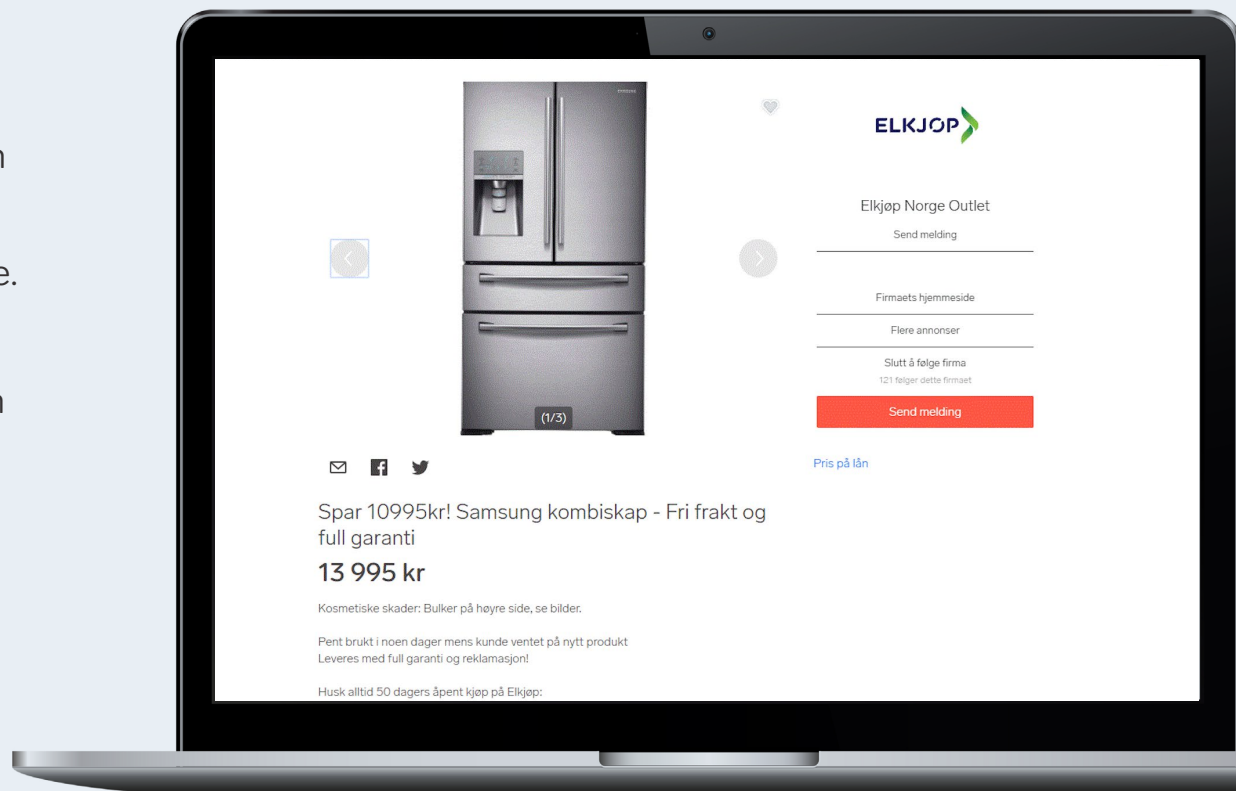 e.
ELKJØP
Elkjøp Norge Outlet
Send melding
Firmaets hjemmeside
Flere annonser
Slutt å følge firma
121 følger dette firmaet
Send melding
Pris på lån
(1/3)
Spar 10995kr! Samsung kombiskap - Fri frakt og
full garanti
13 995 kr
Kosmetiske skader: Bulker på høyre side, se bilder.
Pent brukt i noen dager mens kunde ventet på nytt produkt
Leveres med full garanti og reklamasjon!
Husk alltid 50 dagers åpent kjøp på Elkjøp: